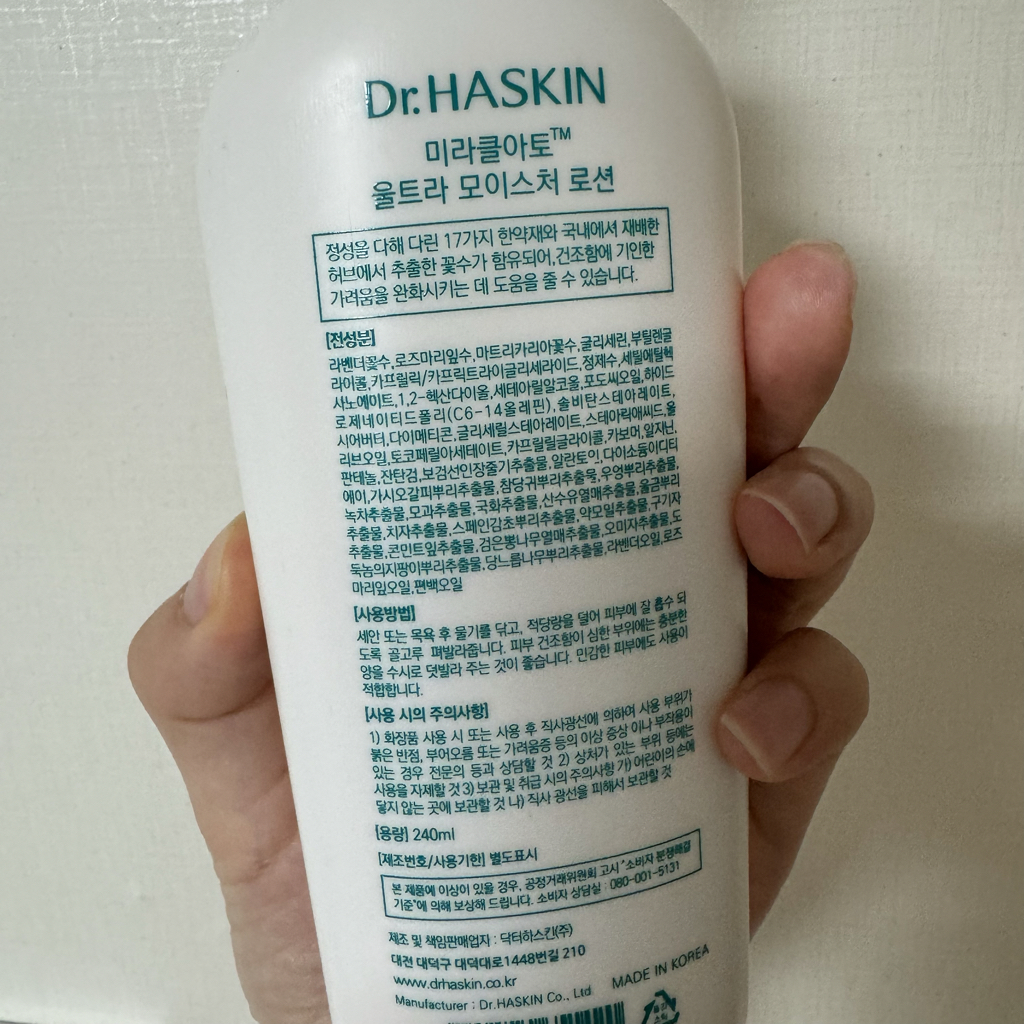 Dr.HASKIN
미라클아토™
울트라 모이스처 로션
정성을 다해 다린 17가지 한약재와 국내에셔 재배한
허브에서 추출한 꽃수가 함유되어,건조함에 기인한
가려움을 완화시키는 데 도움을 줄 수 있습니다.
[전성분]
라벤더꽃수,로즈마리잎수,마트리카리아꽃수,글리세린,부틸렌글
라이콜,카프릴릭/카프릭트라이글리세라이드,정제수,세틸에틸헥
사노에이트,1,2-헥산다이올,세테아릴알코올,포도씨오일,하이드
로제네이티드폴리(C6-14올레핀),솔비탄스테아레이트,
시어버터,다이메티콘,글리세릴스테아레이트,스테아릭애씨드,올
리브오일,토코페릴아세테이트,카프릴릴글라이콜,카보머,알지닌,
판테놀,잔탄검,보검선인장줄기추출물,알란토인,다이소듐이디티
에이,가시오갈피뿌리추출물,참당귀뿌리추출물,우엉뿌리추출물,
녹차추출물,모과추출물,국화추출물,산수유열매추출물,울금뿌리
추출물,치자추출물,스페인감초뿌리추출물,약모밀추출물,구기자
추출물,콘민트잎추출물,검은뽕나무열매추출물,오미자추출물,도
둑놈의지팡이뿌리추출물,당느릅나무뿌리추출물,라벤더오일,로즈
마리잎오일,편백오일
[사용방법]
세안 또는 목욕 후 물기를 닦고, 적당량을 덜어 피부에 잘 흡수 되
도록 골고루 펴발라줍니다. 피부 건조함이 심한 부위에는 충분한
양을 수시로 덧발라 주는 것이 좋습니다. 민감한 피부에도 사용이
적합합니다.
[사용 시의 주의사항]
1) 화장품 사용 시 또는 사용 후 직사광선에 의하여 사용 부위가
붉은 반점, 부어오름 또는 가려움증 등의 이상 증상 이나 부작용이
있는 경우 전문의 등과 상담할 것 2) 상처가 있는 부위 등에는
사용을 자제할 것 3) 보관 및 취급 시의 주의사항 가) 어린이의 손에
닿지 않는 곳에 보관할 것 나) 직사 광선을 피해서 보관할 것
[용량] 240ml
[제조번호/사용기한] 별도표시
본 제품에 이상이 있을 경우, 공정거래위원회 고시 "소비자 분쟁해결
기준"에 의해 보상해 드립니다. 소비자 상담실 : 080-001-5131
제조 및 책임판매업자 : 닥터하스킨(주)
대전 대덕구 대덕대로1448번길 210
www.drhaskin.co.kr
Manufacturer : Dr.HASKIN Co., Ltd MADE IN KOREA